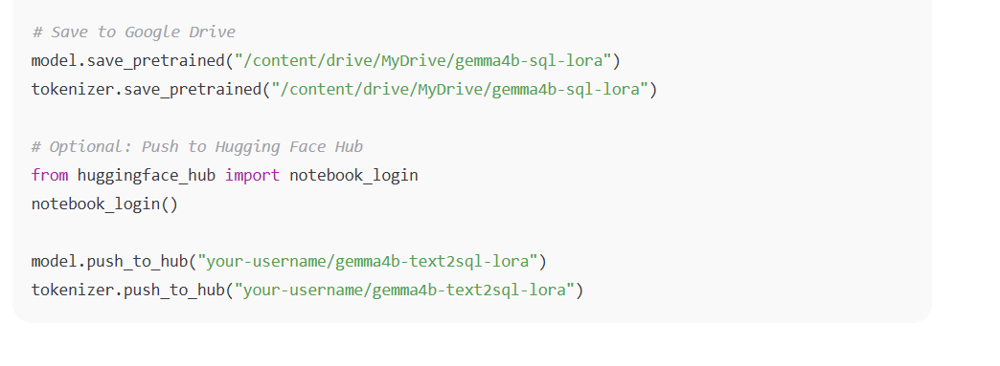 # Save to Google Drive
model.save_pretrained("/content/drive/MyDrive/gemma4b-sql-lora")
tokenizer.save_pretrained("/content/drive/MyDrive/gemma4b-sql-lora")
# Optional: Push to Hugging Face Hub
from huggingface_hub import notebook_login
notebook_login()
model.push_to_hub("your-username/gemma4b-text2sql-lora")
tokenizer.push_to_hub("your-username/gemma4b-text2sql-lora")